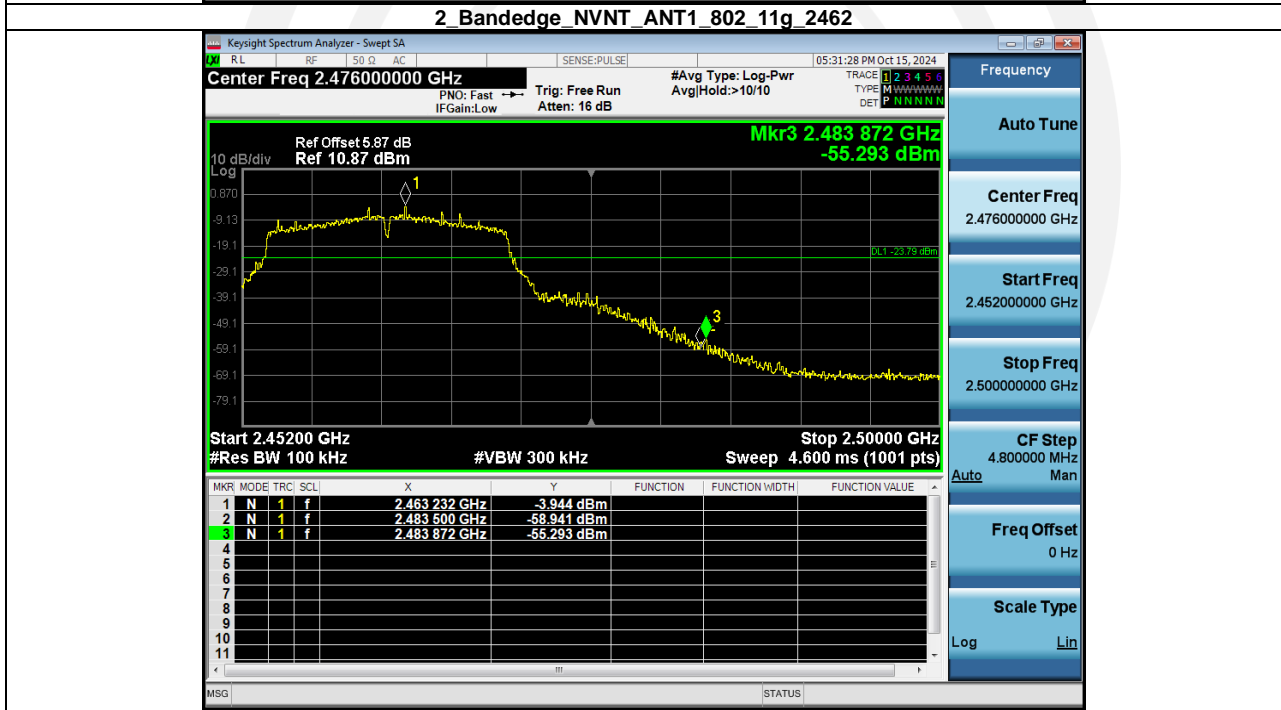 2_Bandedge_NVNT_ANT1_802_11g_2462
Keysight Spectrum Analyzer - Swept SA
LXI RL RF 50 Ω AC SENSE:PULSE 05:31:28 PM Oct 15, 2024
Center Freq 2.476000000 GHz #Avg Type: Log-Pwr TRACE 1 2 3 4 5 6
PNO: Fast Trig: Free Run Avg|Hold:>10/10 TYPE M WWWWW
IFGain:Low Atten: 16 dB DET P N N N N N
Mkr3 2.483 872 GHz
-55.293 dBm
Ref Offset 5.87 dB
10 dB/div Ref 10.87 dBm
Log
1
0.870
-9.13
-19.1
DL1 -23.79 dBm
-29.1
-39.1
3
-49.1
-59.1
-69.1
-79.1
Start 2.45200 GHz Stop 2.50000 GHz
#Res BW 100 kHz #VBW 300 kHz Sweep 4.600 ms (1001 pts)
MKR MODE TRC SCL X Y FUNCTION FUNCTION WIDTH FUNCTION VALUE
1 N 1 f 2.463 232 GHz -3.944 dBm
2 N 1 f 2.483 500 GHz -58.941 dBm
3 N 1 f 2.483 872 GHz -55.293 dBm
4
5
6
7
8
9
10
11
MSG STATUS
Frequency
Auto Tune
Center Freq
2.476000000 GHz
Start Freq
2.452000000 GHz
Stop Freq
2.500000000 GHz
CF Step
4.800000 MHz
Auto Man
Freq Offset
0 Hz
Scale Type
Log Lin